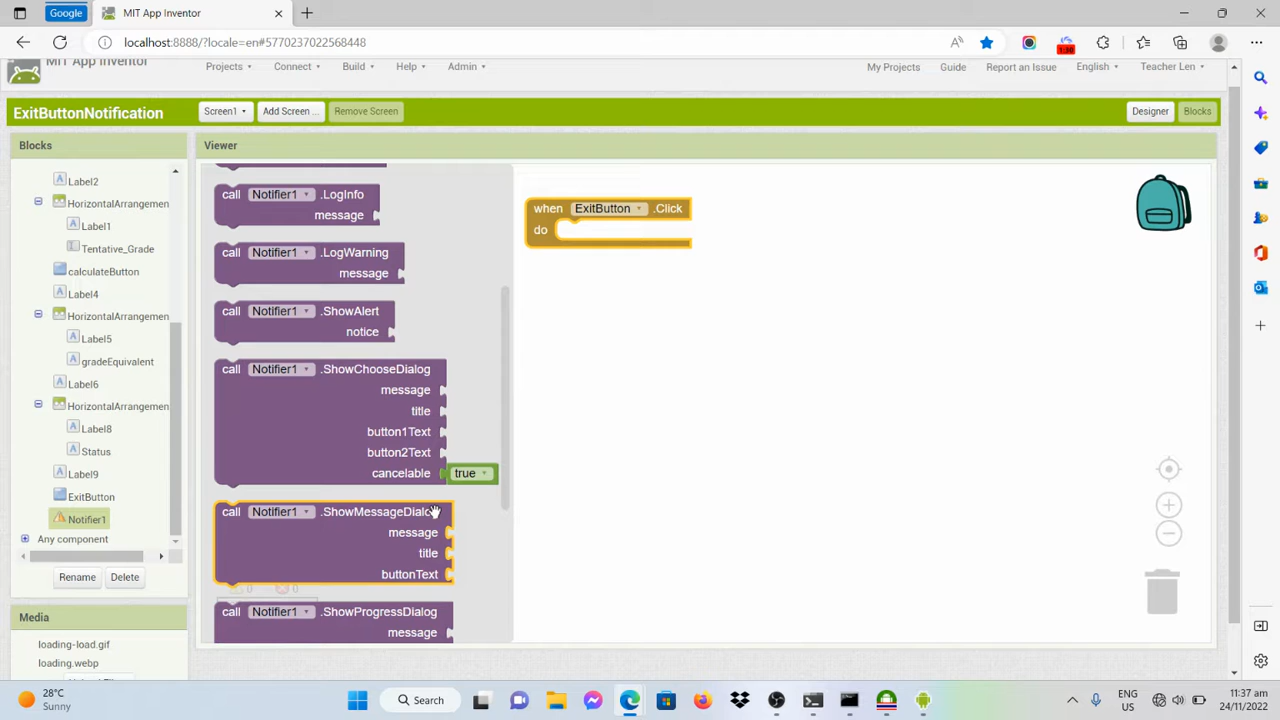 Google
MIT App Inventor
localhost:8888/?locale=en#5770237022568448
1:30
MIT App Inventor
Projects
Connect
Build
Help
Admin
My Projects
Guide
Report an Issue
English
Teacher Len
ExitButtonNotification
Screen1
Add Screen ...
Remove Screen
Designer
Blocks
Blocks
Viewer
Label2
HorizontalArrangemen
Label1
Tentative_Grade
calculateButton
Label4
HorizontalArrangemen
Label5
gradeEquivalent
Label6
HorizontalArrangemen
Label8
Status
Label9
ExitButton
Notifier1
Any component
Rename
Delete
Media
loading-load.gif
loading.webp
call Notifier1 .LogInfo
message
call Notifier1 .LogWarning
message
call Notifier1 .ShowAlert
notice
call Notifier1 .ShowChooseDialog
message
title
button1Text
button2Text
cancelable true
call Notifier1 .ShowMessageDialog
message
title
buttonText
0 0
call Notifier1 .ShowProgressDialog
message
when ExitButton .Click
do
28°C
Sunny
Search
ENG
US
11:37 am
24/11/2022